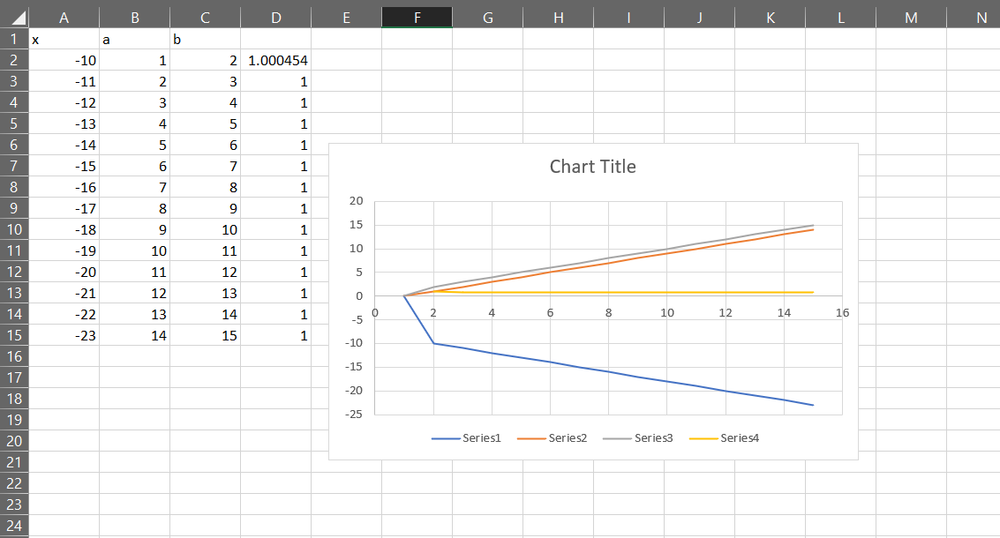 A B C D E F G H I J K L M N
1 x a b
2 -10 1 2 1.000454
3 -11 2 3 1
4 -12 3 4 1
5 -13 4 5 1
6 -14 5 6 1
7 -15 6 7 1
8 -16 7 8 1
9 -17 8 9 1
10 -18 9 10 1
11 -19 10 11 1
12 -20 11 12 1
13 -21 12 13 1
14 -22 13 14 1
15 -23 14 15 1
16
17
18
19
20
21
22
23
24
Chart Title
20
15
10
5
0
0 2 4 6 8 10 12 14 16
-5
-10
-15
-20
-25
Series1 Series2 Series3 Series4